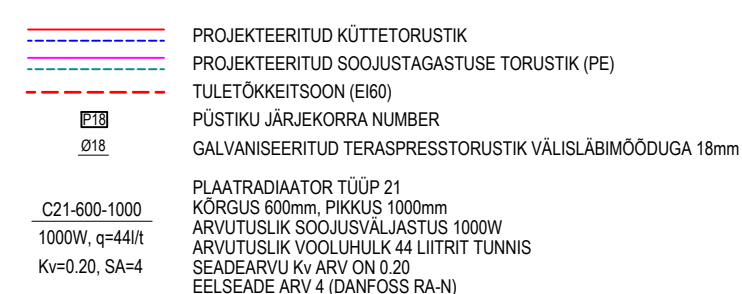 PROJEKTEERITUD KÜTTETORUSTIK
PROJEKTEERITUD SOOJUSTAGASTUSE TORUSTIK (PE)
TULETÕKKEITSOON (EI60)
P18 PÜSTIKU JÄRJEKORRA NUMBER
Ø18 GALVANISEERITUD TERASPRESSTORUSTIK VÄLISLÄBIMÕÕDUGA 18mm
C21-600-1000
1000W, q=44l/t
Kv=0.20, SA=4
PLAATRADIAATOR TÜÜP 21
KÕRGUS 600mm, PIKKUS 1000mm
ARVUTUSLIK SOOJUSVÄLJASTUS 1000W
ARVUTUSLIK VOOLUHULK 44 LIITRIT TUNNIS
SEADEARVU Kv ARV ON 0.20
EELSEADE ARV 4 (DANFOSS RA-N)